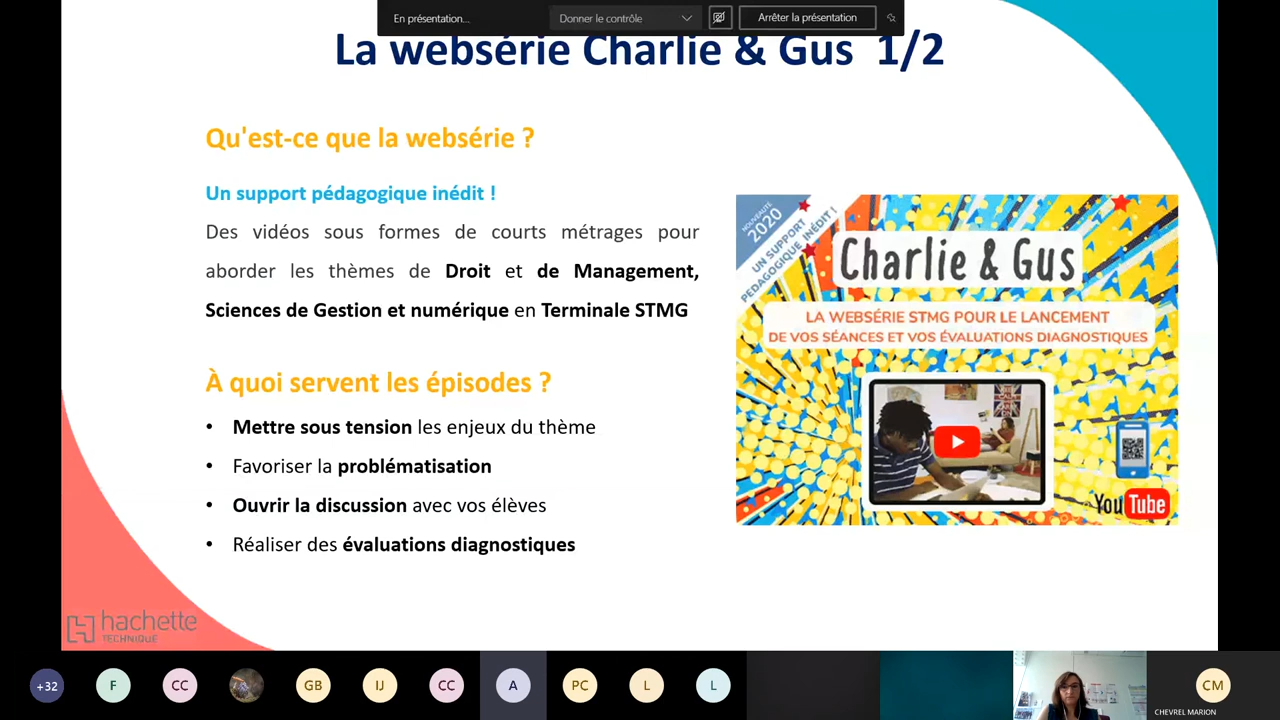 En présentation...
Donner le contrôle
Arrêter la présentation
La websérie Charlie & Gus 1/2
Qu'est-ce que la websérie ?
Un support pédagogique inédit !
Des vidéos sous formes de courts métrages pour
aborder les thèmes de Droit et de Management,
Sciences de Gestion et numérique en Terminale STMG
À quoi servent les épisodes ?
• Mettre sous tension les enjeux du thème
• Favoriser la problématisation
• Ouvrir la discussion avec vos élèves
• Réaliser des évaluations diagnostiques
NOUVEAUTÉ
2020
UN SUPPORT
PÉDAGOGIQUE INÉDIT !
Charlie & Gus
LA WEBSÉRIE STMG POUR LE LANCEMENT
DE VOS SÉANCES ET VOS ÉVALUATIONS DIAGNOSTIQUES
YouTube
hachette
TECHNIQUE
+32
F
CC
GB
IJ
CC
A
PC
L
L
CM
CHEVREL MARION